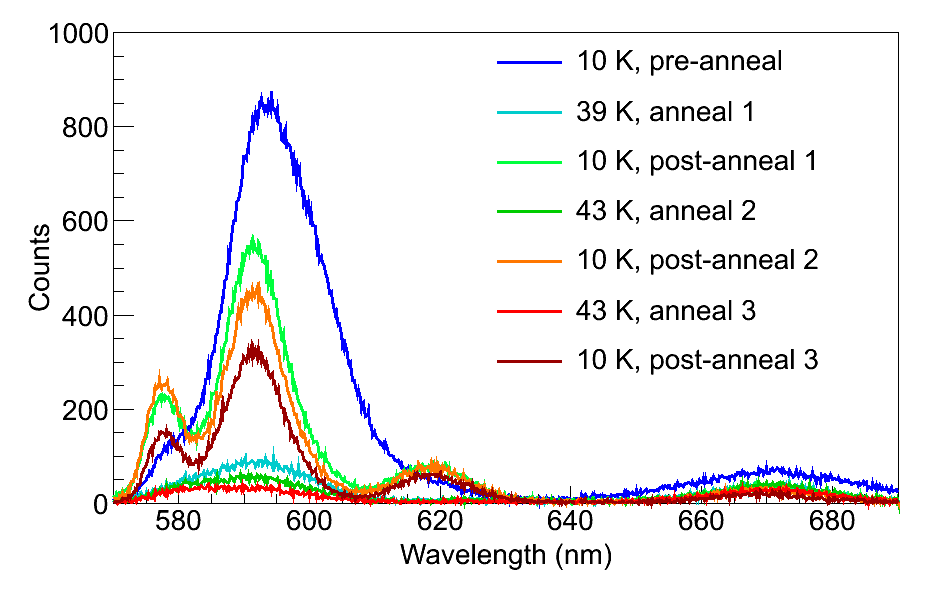 1000
800
600
400
200
0
Counts
10 K, pre-anneal
39 K, anneal 1
10 K, post-anneal 1
43 K, anneal 2
10 K, post-anneal 2
43 K, anneal 3
10 K, post-anneal 3
580 600 620 640 660 680
Wavelength (nm)